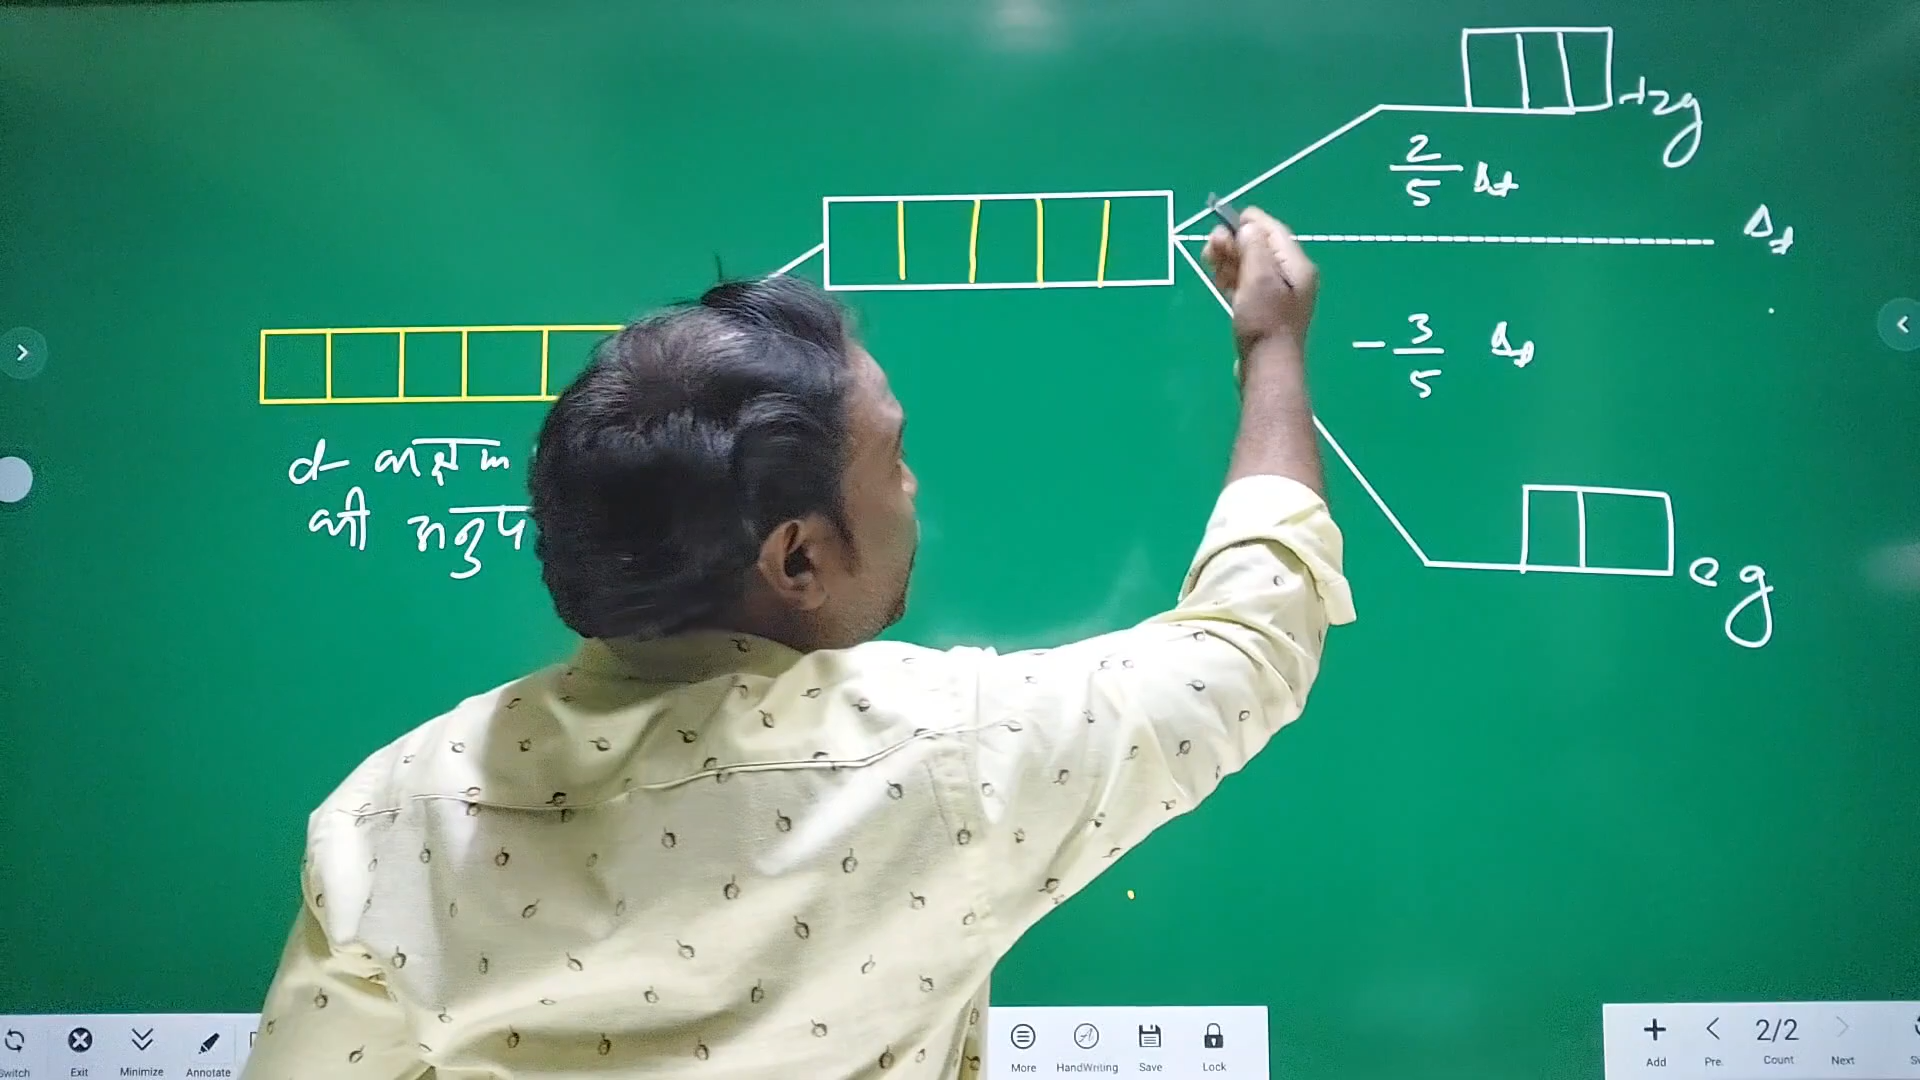 t2g
2/5 Δt
Δt
- 3/5 Δt
d- कक्षक
की अनुप
eg
Switch
Exit
Minimize
Annotate
More
HandWriting
Save
Lock
Add
Pre.
2/2
Count
Next